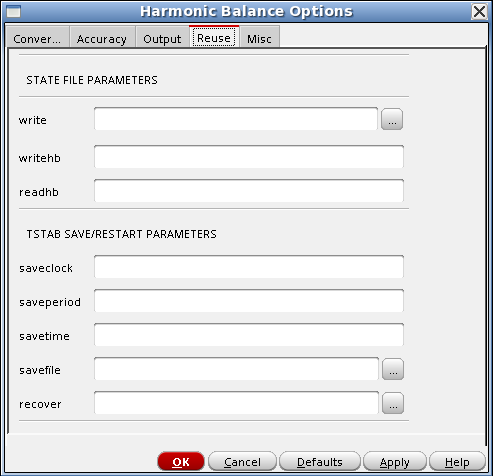 Harmonic Balance Options
Conver... Accuracy Output Reuse Misc
STATE FILE PARAMETERS
write ...
writehb
readhb
TSTAB SAVE/RESTART PARAMETERS
saveclock
saveperiod
savetime
savefile ...
recover ...
OK Cancel Defaults Apply Help